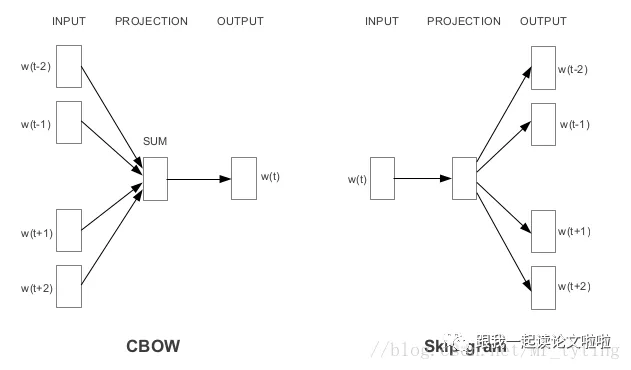 INPUT PROJECTION OUTPUT
w(t-2)
w(t-1)
SUM
w(t)
w(t+1)
w(t+2)
CBOW
INPUT PROJECTION OUTPUT
w(t-2)
w(t-1)
w(t)
w(t+1)
w(t+2)
Skip-gram
跟我一起读论文啦啦
//blog.csdn.net/Mr_tyting